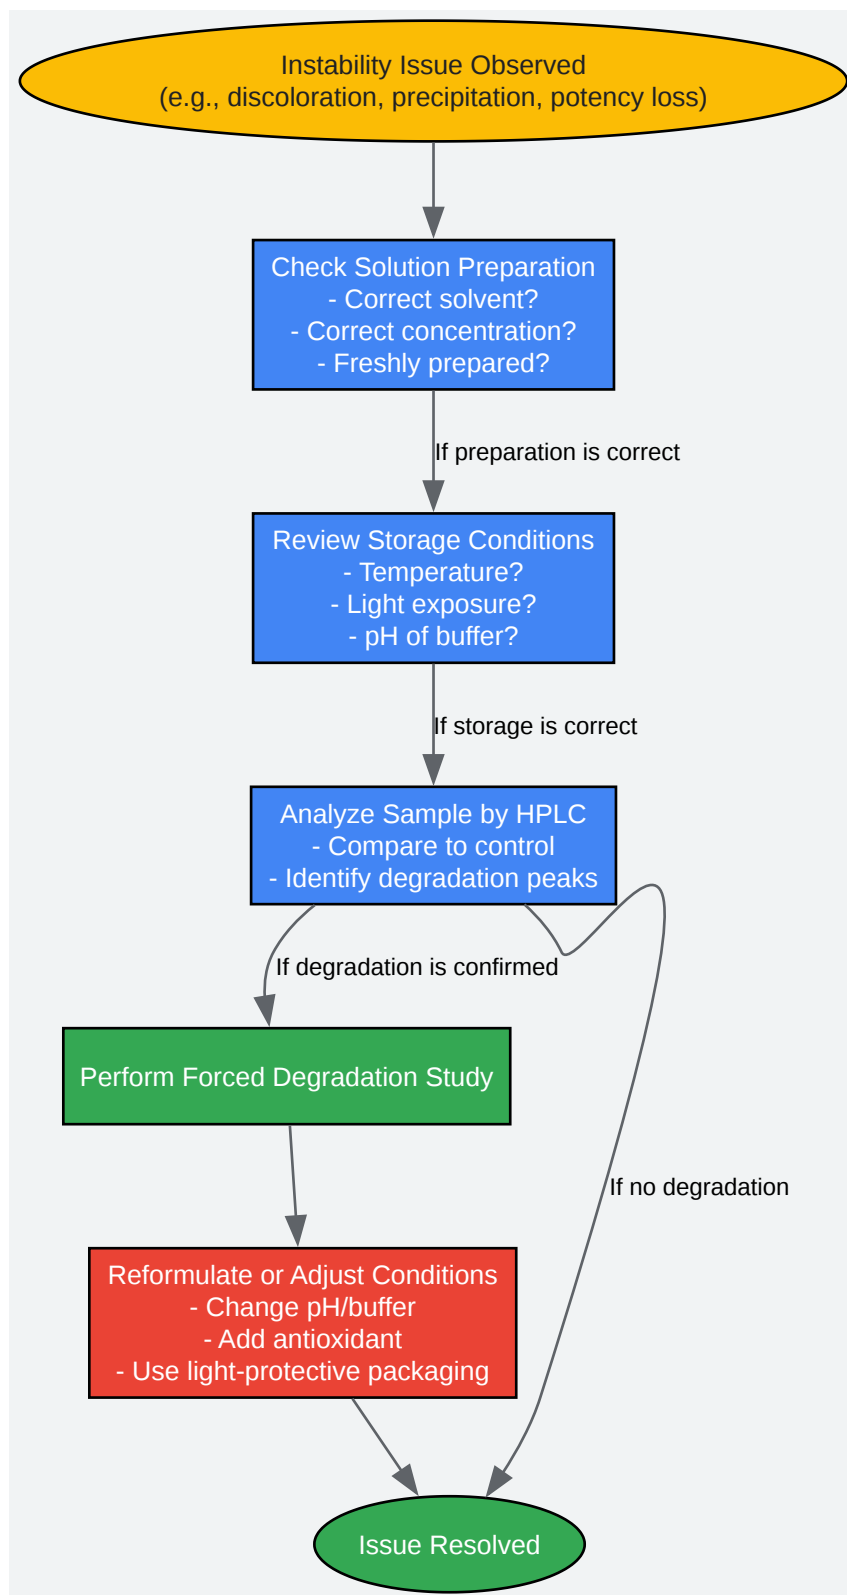 Instability Issue Observed
(e.g., discoloration, precipitation, potency loss)
Check Solution Preparation
- Correct solvent?
- Correct concentration?
- Freshly prepared?
If preparation is correct
Review Storage Conditions
- Temperature?
- Light exposure?
- pH of buffer?
If storage is correct
Analyze Sample by HPLC
- Compare to control
- Identify degradation peaks
If degradation is confirmed
Perform Forced Degradation Study
If no degradation
Reformulate or Adjust Conditions
- Change pH/buffer
- Add antioxidant
- Use light-protective packaging
Issue Resolved